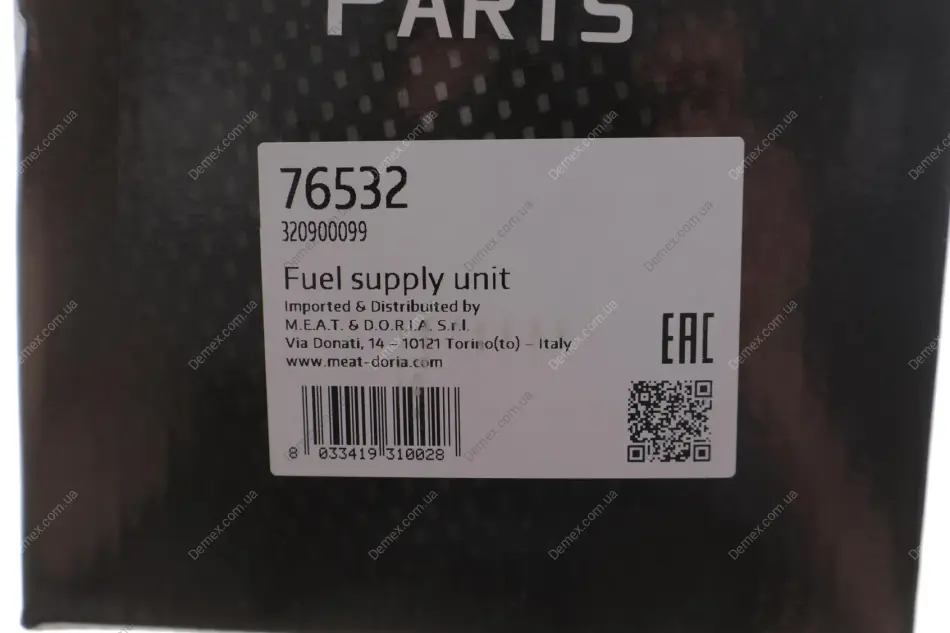 PARTS
76532
320900099
Fuel supply unit
Imported & Distribuited by
M.E.A.T. & D.O.R.I.A. S.r.l.
Via Donati, 14 – 10121 Torino(to) – Italy
www.meat-doria.com
EAC
8 033419 310028
Demex.com.ua